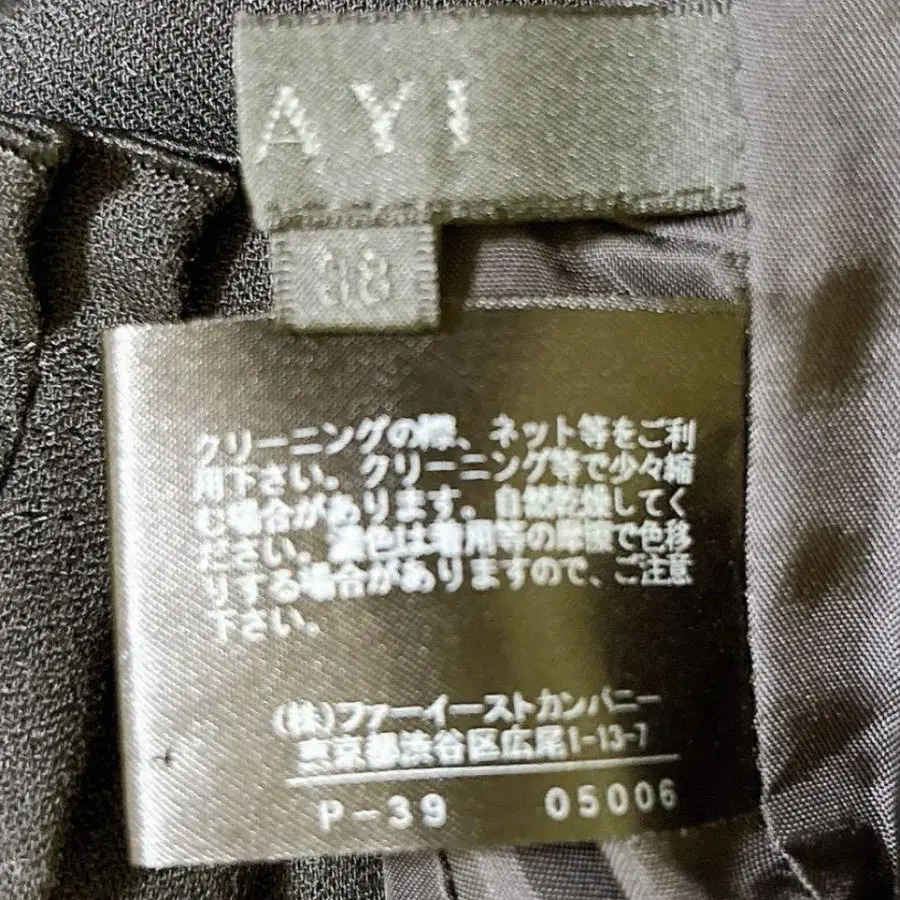 AYI
38
クリーニングの際、ネット等をご利
用下さい。クリーニング等で少々縮
む場合があります。自然乾燥してく
ださい。濃色は着用等の摩擦で色移
りする場合がありますので、ご注意
下さい。
(株)ファーイーストカンパニー
東京都渋谷区広尾1-13-7
P-39 05006